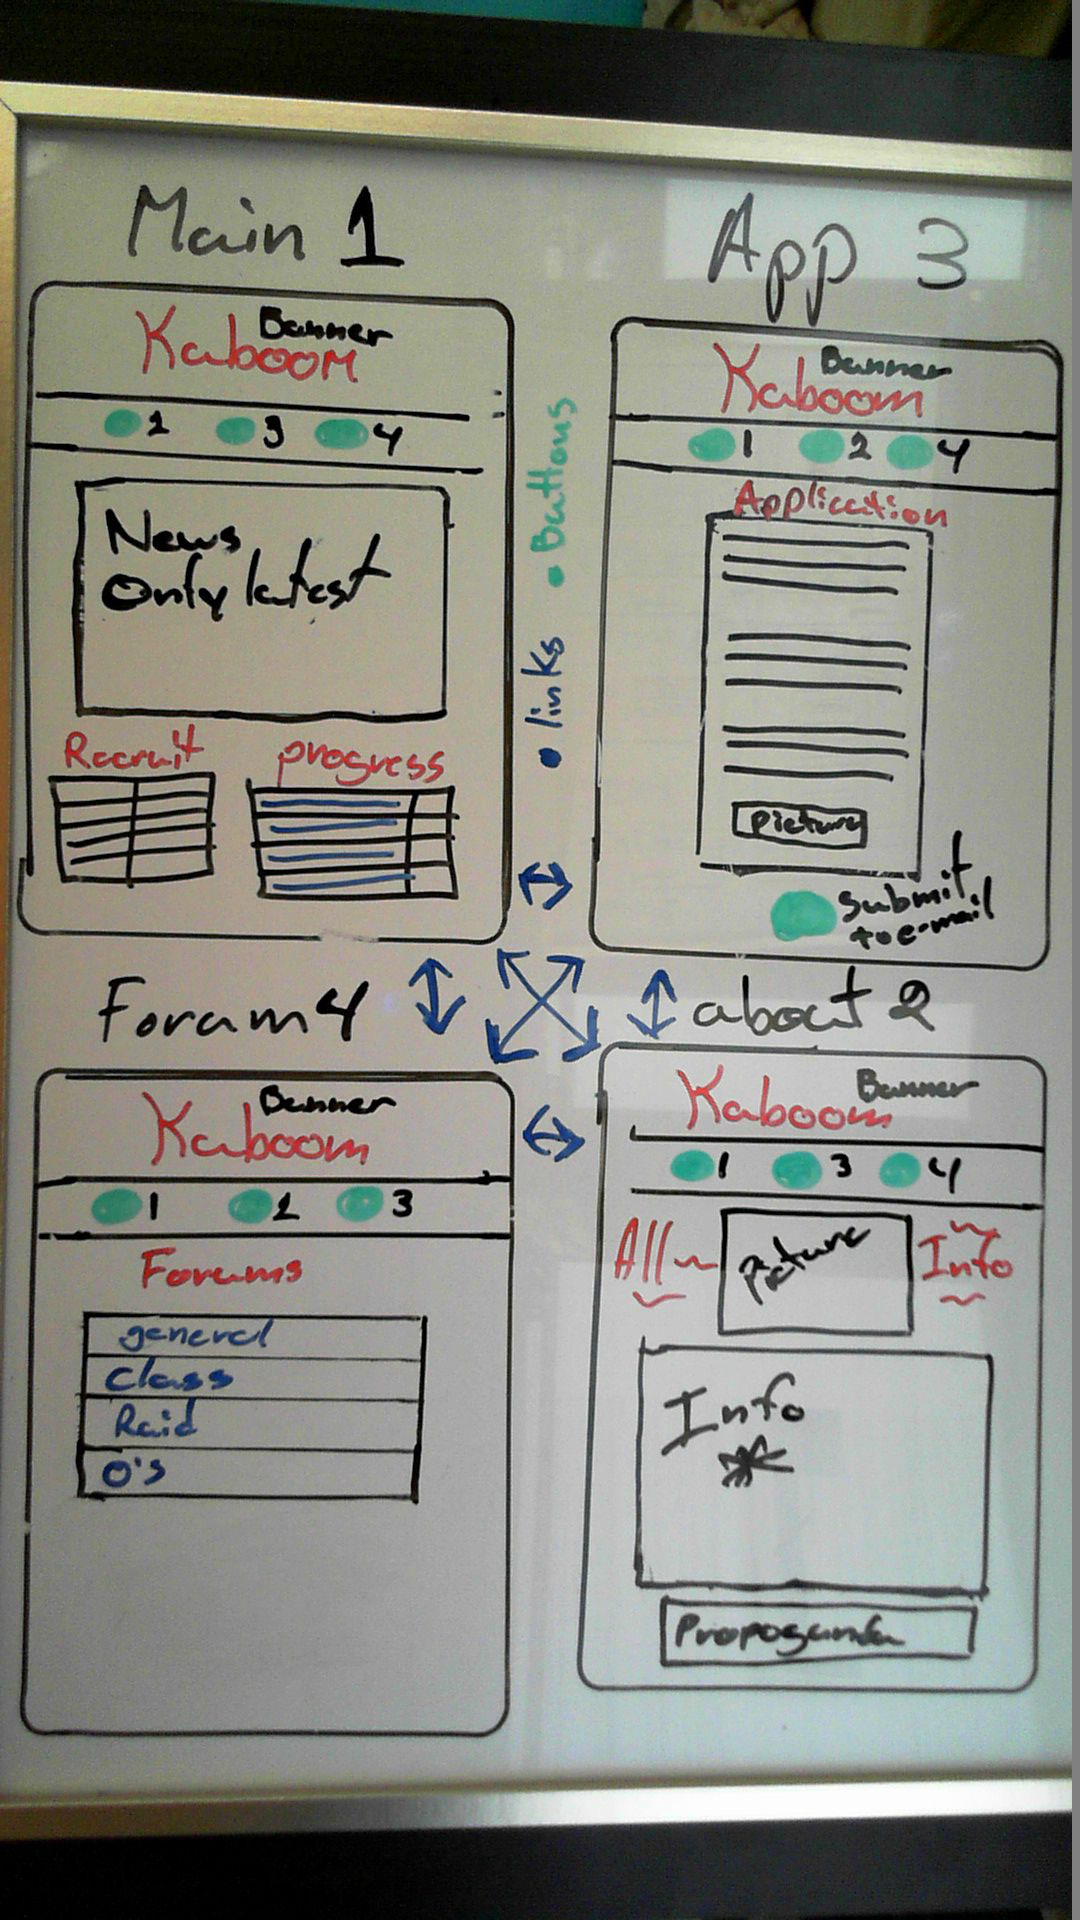 Main 1
Banner
Kaboom
2 3 4
News
Only latest
Recruit progress
Buttons
links
App 3
Banner
Kaboom
1 2 4
Application
Picture
Submit
to e-mail
Forum 4
Banner
Kaboom
1 2 3
Forums
general
Class
Raid
O's
about 2
Banner
Kaboom
1 3 4
All Picture Info
Info
Propoganda